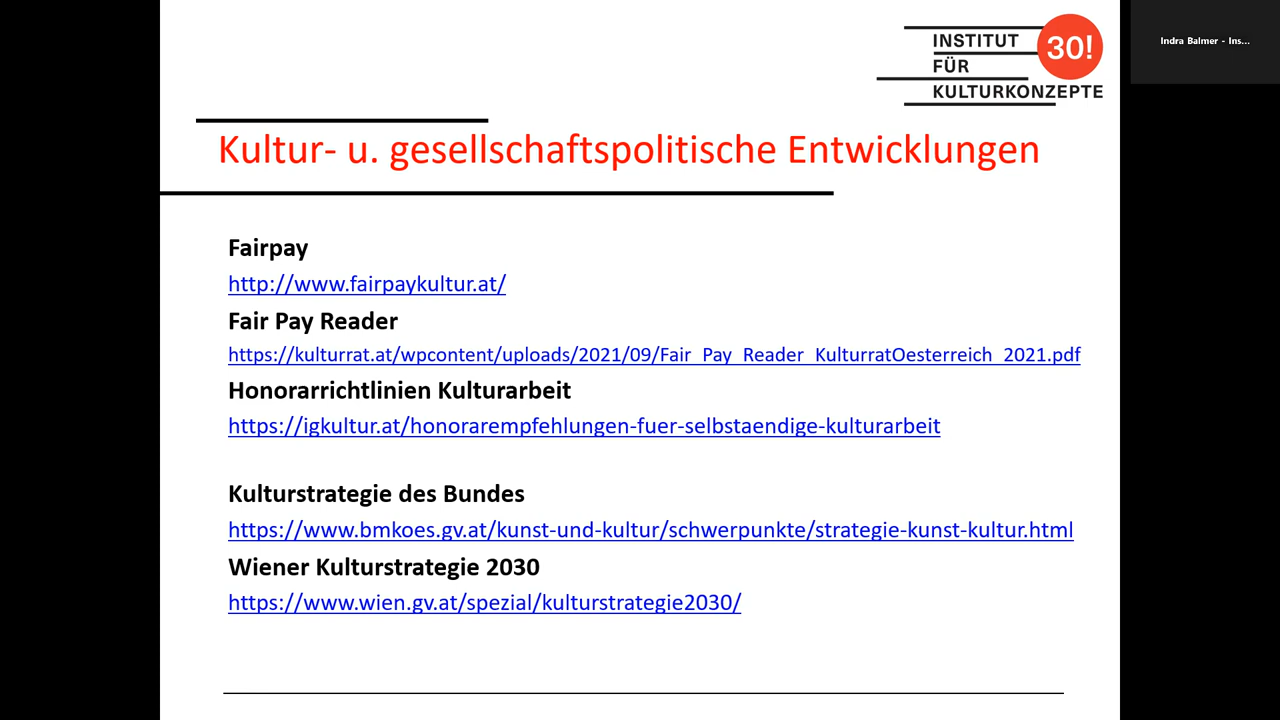 INSTITUT
FÜR
KULTURKONZEPTE
30!
Indra Balmer - Ins...
Kultur- u. gesellschaftspolitische Entwicklungen
Fairpay
http://www.fairpaykultur.at/
Fair Pay Reader
https://kulturrat.at/wpcontent/uploads/2021/09/Fair_Pay_Reader_KulturratOesterreich_2021.pdf
Honorarrichtlinien Kulturarbeit
https://igkultur.at/honorarempfehlungen-fuer-selbstaendige-kulturarbeit
Kulturstrategie des Bundes
https://www.bmkoes.gv.at/kunst-und-kultur/schwerpunkte/strategie-kunst-kultur.html
Wiener Kulturstrategie 2030
https://www.wien.gv.at/spezial/kulturstrategie2030/